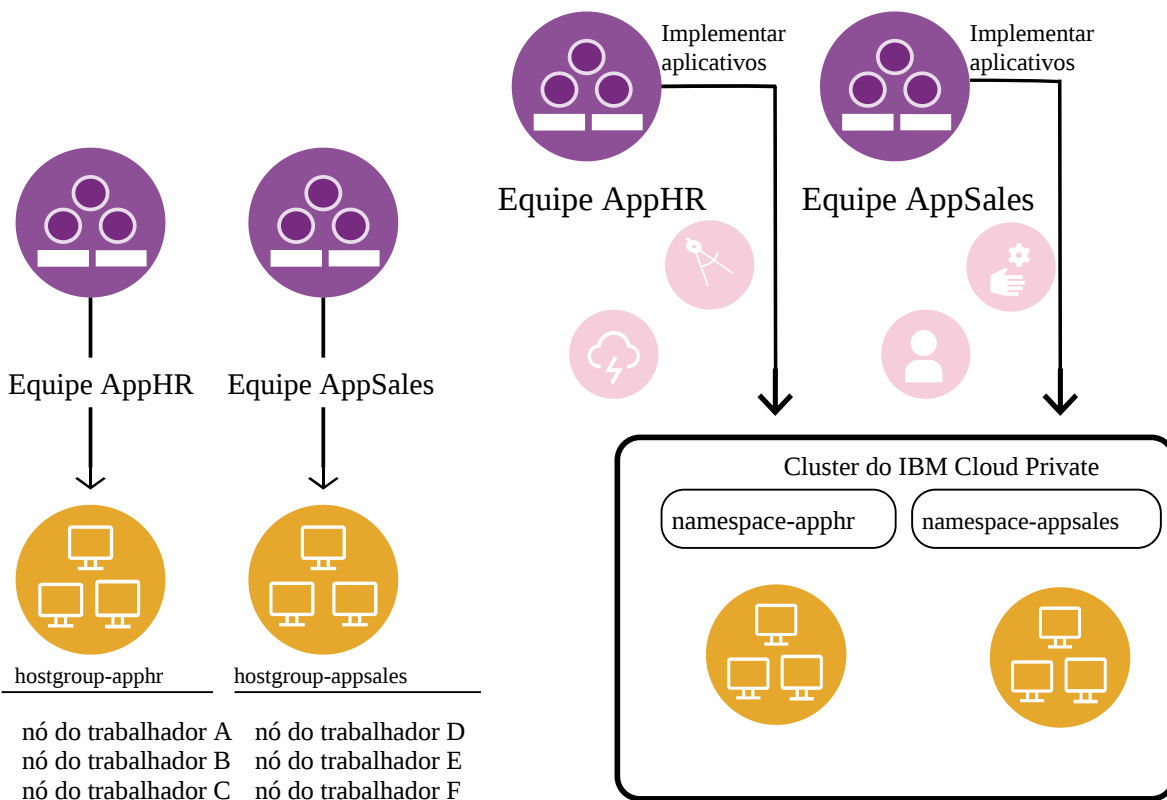 Implementar
aplicativos
Implementar
aplicativos
Equipe AppHR
Equipe AppSales
Equipe AppHR
Equipe AppSales
Cluster do IBM Cloud Private
namespace-apphr
namespace-appsales
hostgroup-apphr
hostgroup-appsales
nó do trabalhador A
nó do trabalhador B
nó do trabalhador C
nó do trabalhador D
nó do trabalhador E
nó do trabalhador F